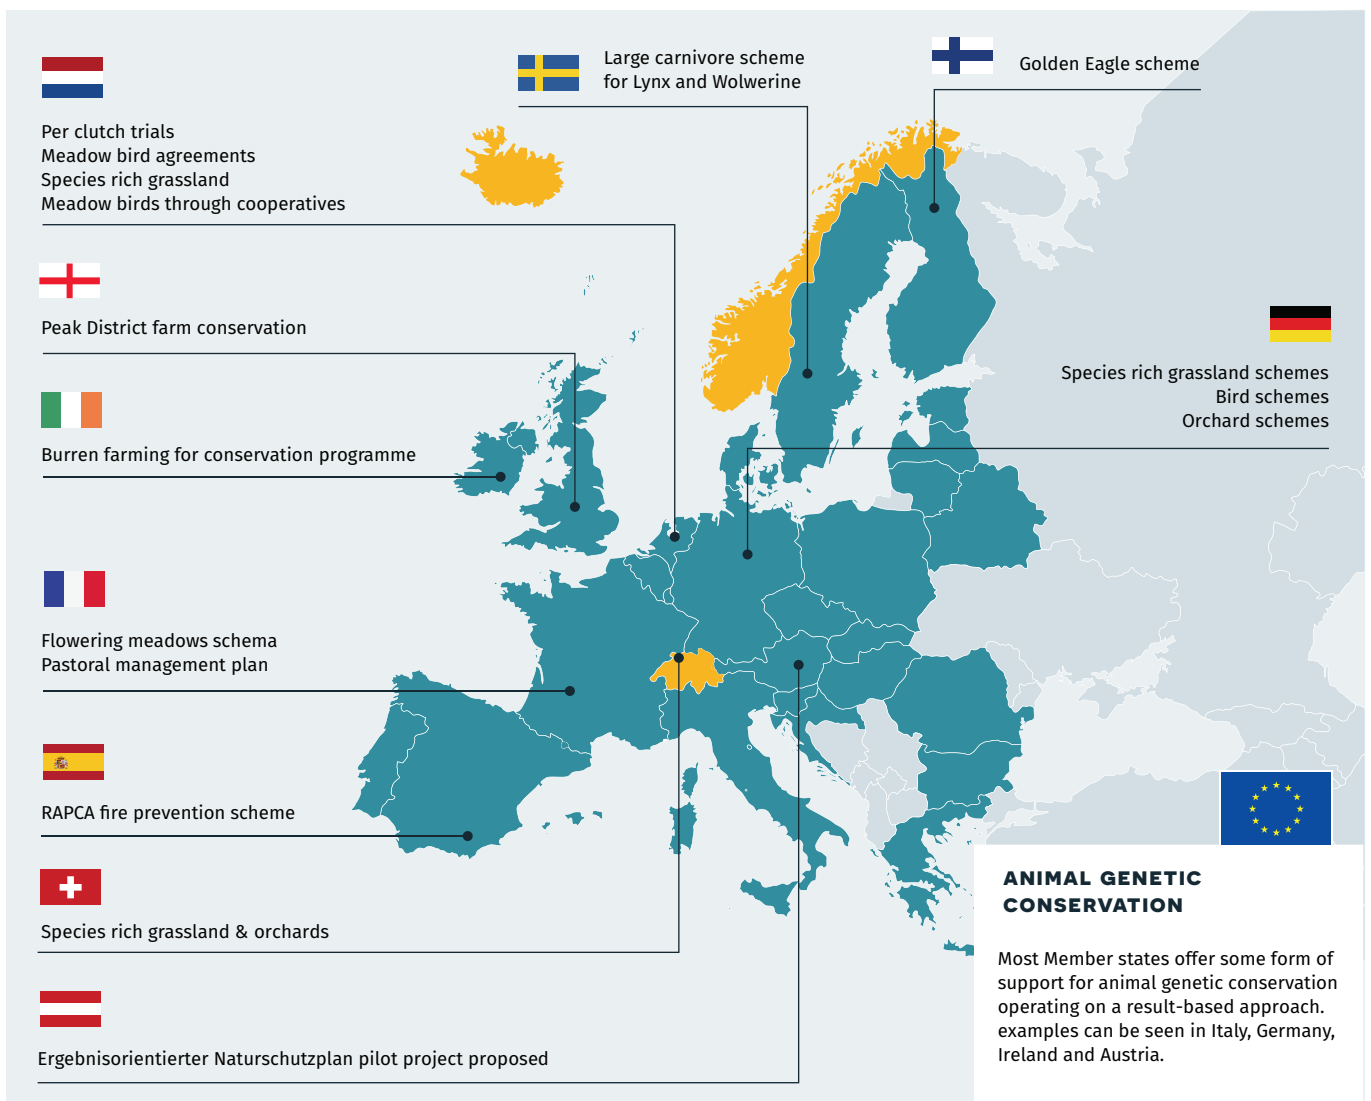 Per clutch trials
Meadow bird agreements
Species rich grassland
Meadow birds through cooperatives
Large carnivore scheme
for Lynx and Wolwerine
Golden Eagle scheme
Peak District farm conservation
Species rich grassland schemes
Bird schemes
Orchard schemes
Burren farming for conservation programme
Flowering meadows schema
Pastoral management plan
RAPCA fire prevention scheme
Species rich grassland & orchards
Ergebnisorientierter Naturschutzplan pilot project proposed
ANIMAL GENETIC
CONSERVATION
Most Member states offer some form of
support for animal genetic conservation
operating on a result-based approach.
examples can be seen in Italy, Germany,
Ireland and Austria.